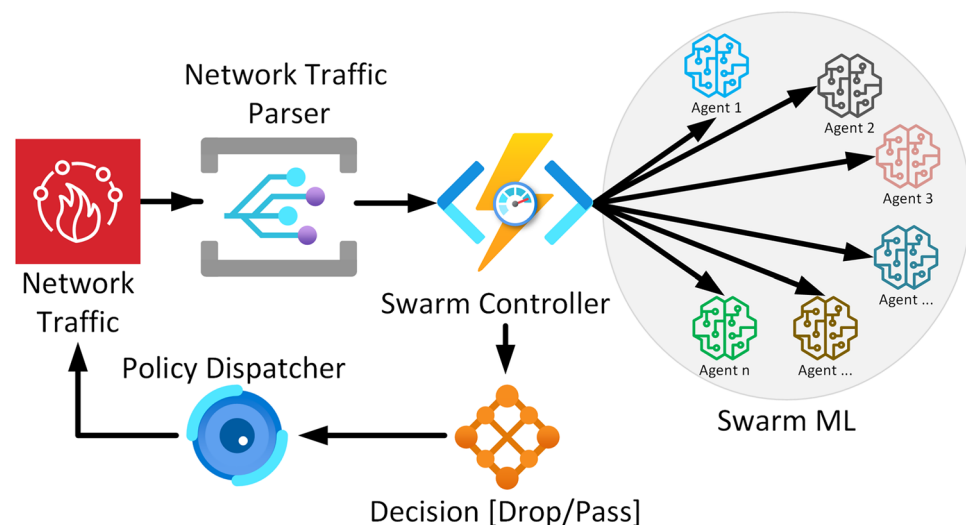 Network Traffic
Parser
Agent 1
Agent 2
Agent 3
Agent ...
Agent ...
Agent n
Swarm ML
Network
Traffic
Swarm Controller
Policy Dispatcher
Decision [Drop/Pass]